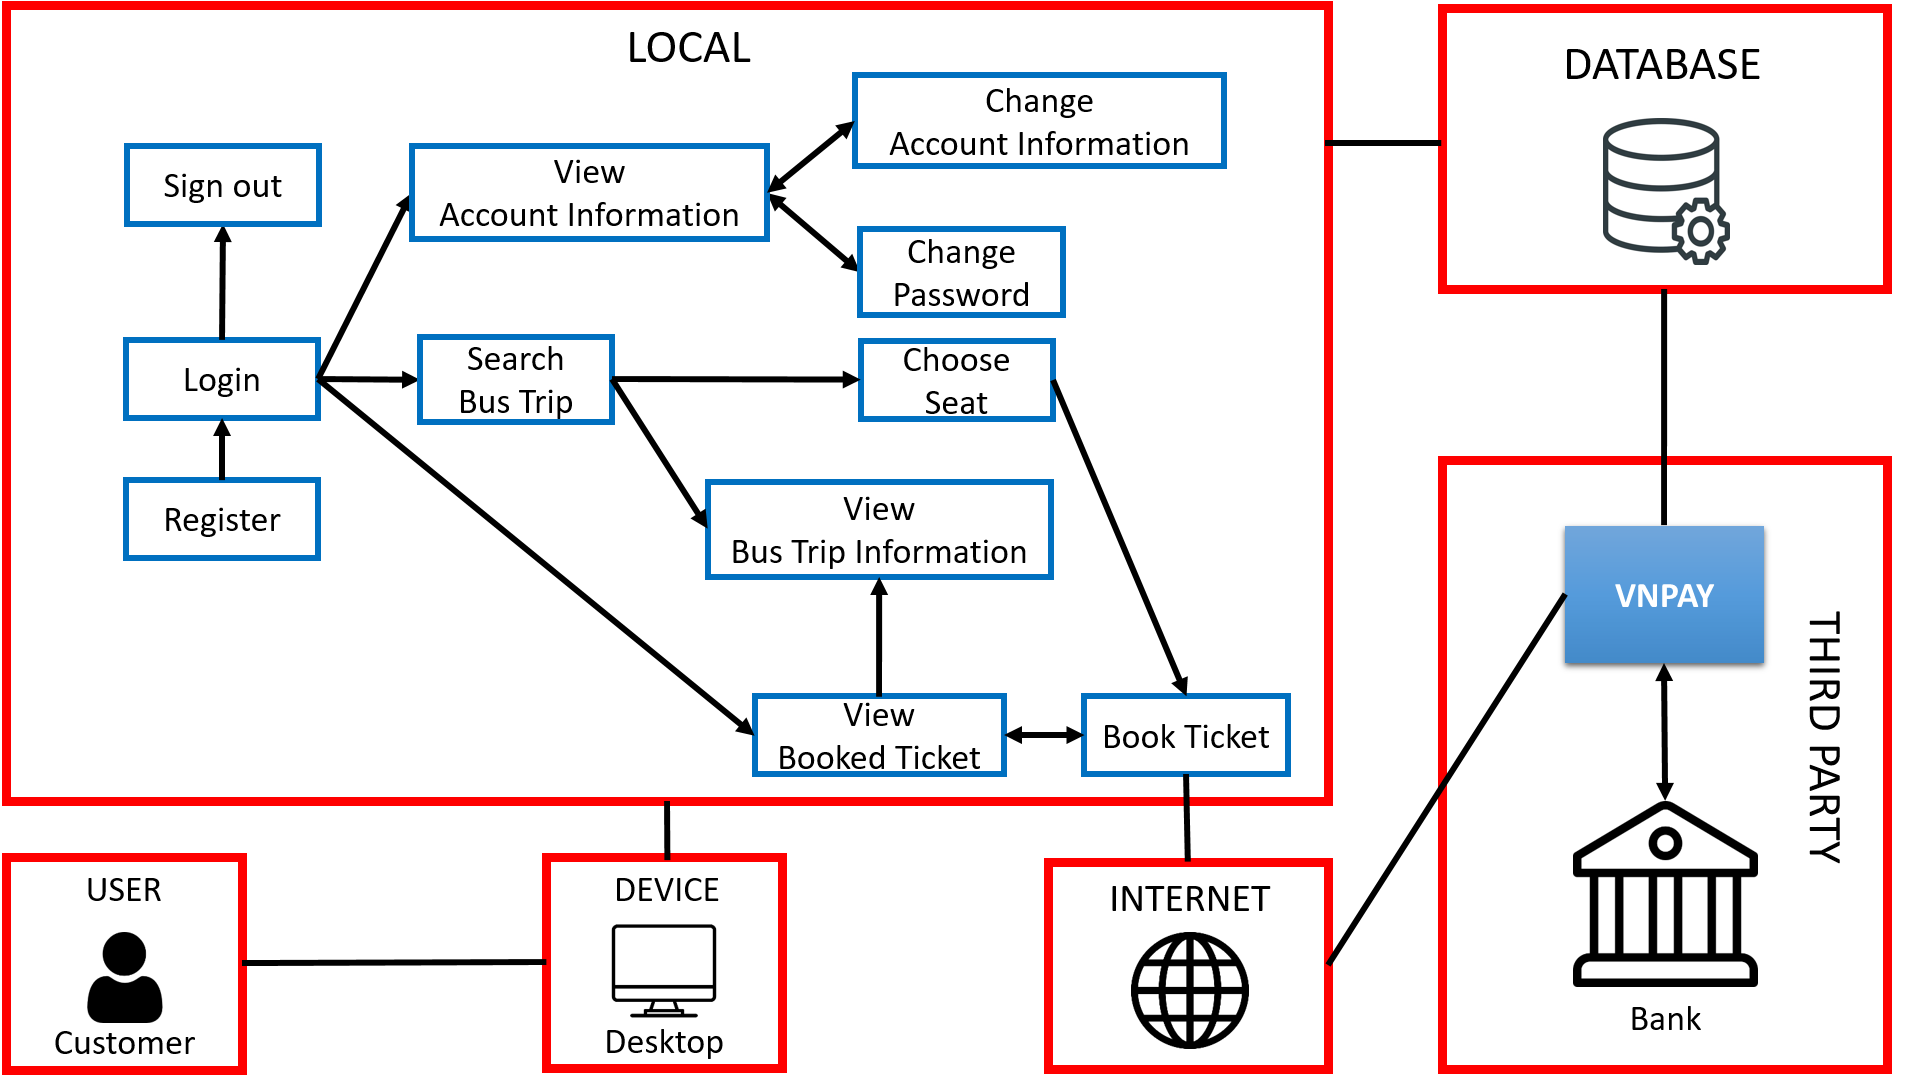 LOCAL
Change
Account Information
View
Account Information
Sign out
Change
Password
Login
Search
Bus Trip
Choose
Seat
Register
View
Bus Trip Information
View
Booked Ticket
Book Ticket
DATABASE
VNPAY
THIRD PARTY
Bank
USER
Customer
DEVICE
Desktop
INTERNET